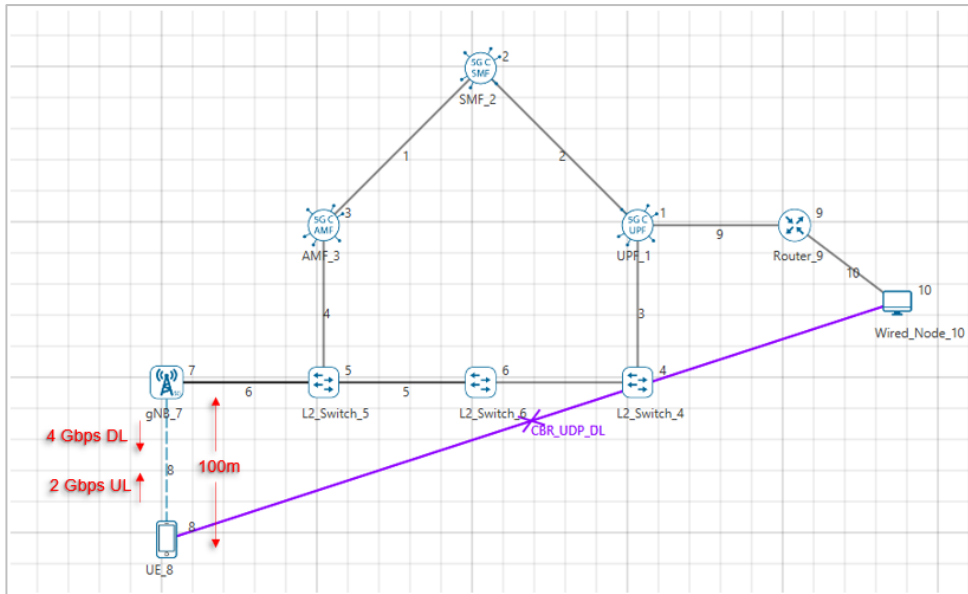 5G C
SMF
2
SMF_2
1
2
5G C
AMF
3
AMF_3
5G C
UPF
1
UPF_1
9
9
Router_9
10
10
Wired_Node_10
4
3
7
gNB_7
6
5
L2_Switch_5
5
6
L2_Switch_6
4
L2_Switch_4
CBR_UDP_DL
4 Gbps DL
2 Gbps UL
8
100m
8
UE_8